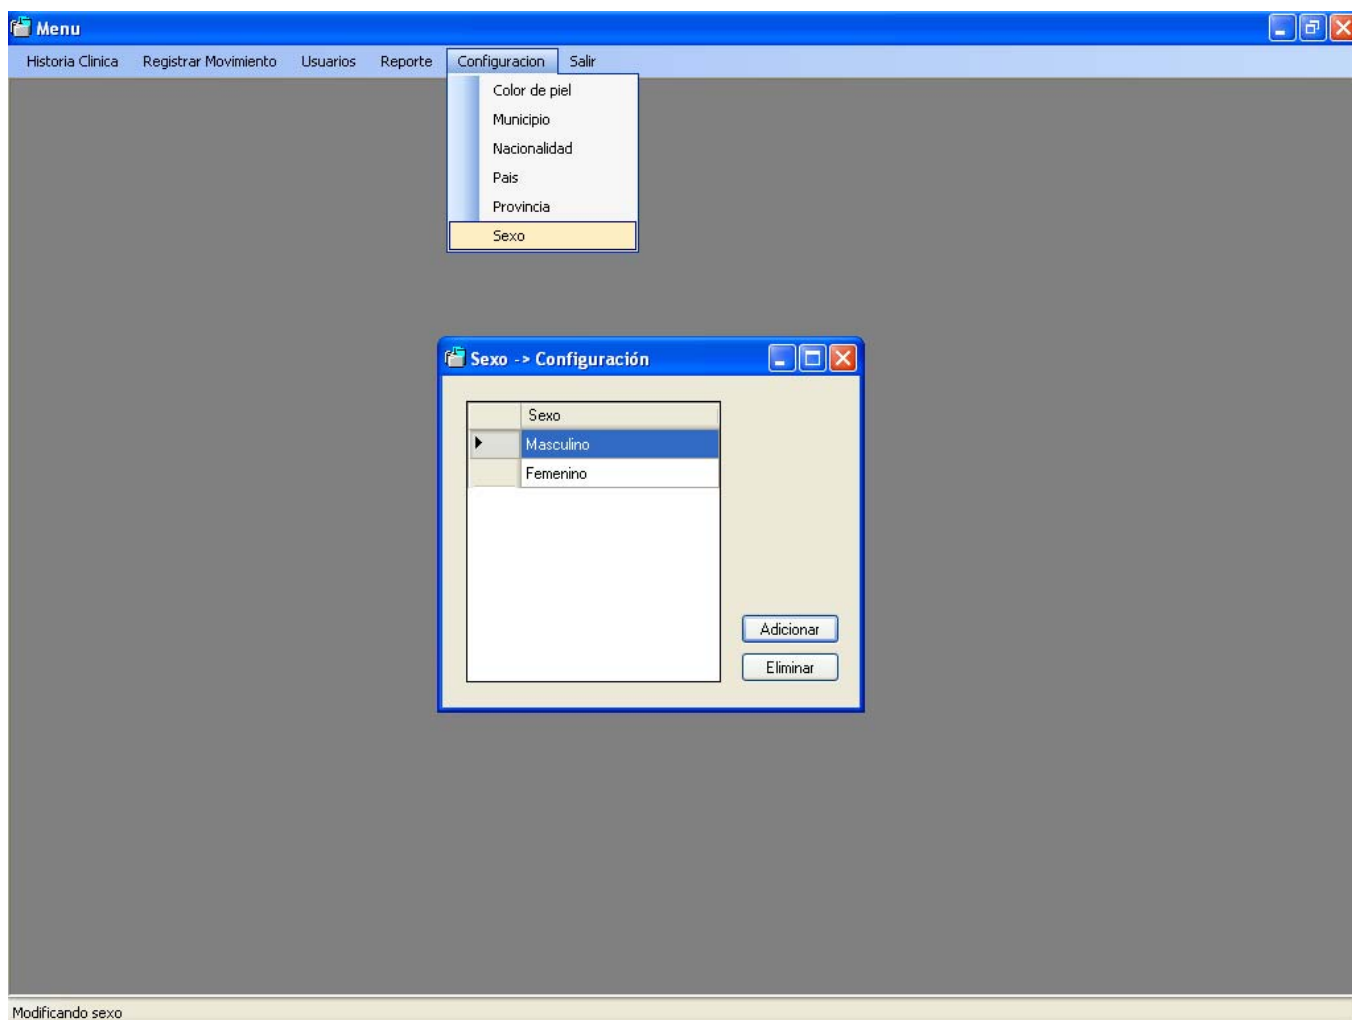 Menu
Historia Clinica Registrar Movimiento Usuarios Reporte Configuracion Salir
Color de piel
Municipio
Nacionalidad
Pais
Provincia
Sexo
Sexo -> Configuración
Sexo
Masculino
Femenino
Adicionar
Eliminar
Modificando sexo